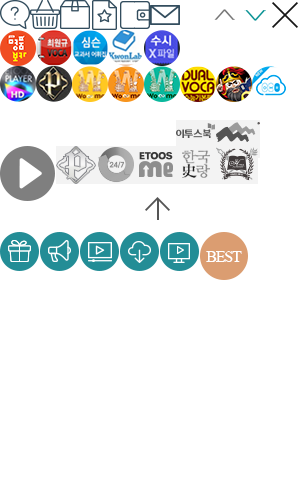 ?
최원규
VOCA
심슨
교과서 어휘집
KwonLab
수시
X파일
PLAYER
HD
P
W
W
W
DUAL
VOCA
이투스북
P
24/7
ETOOS
me
한국
史랑
BEST